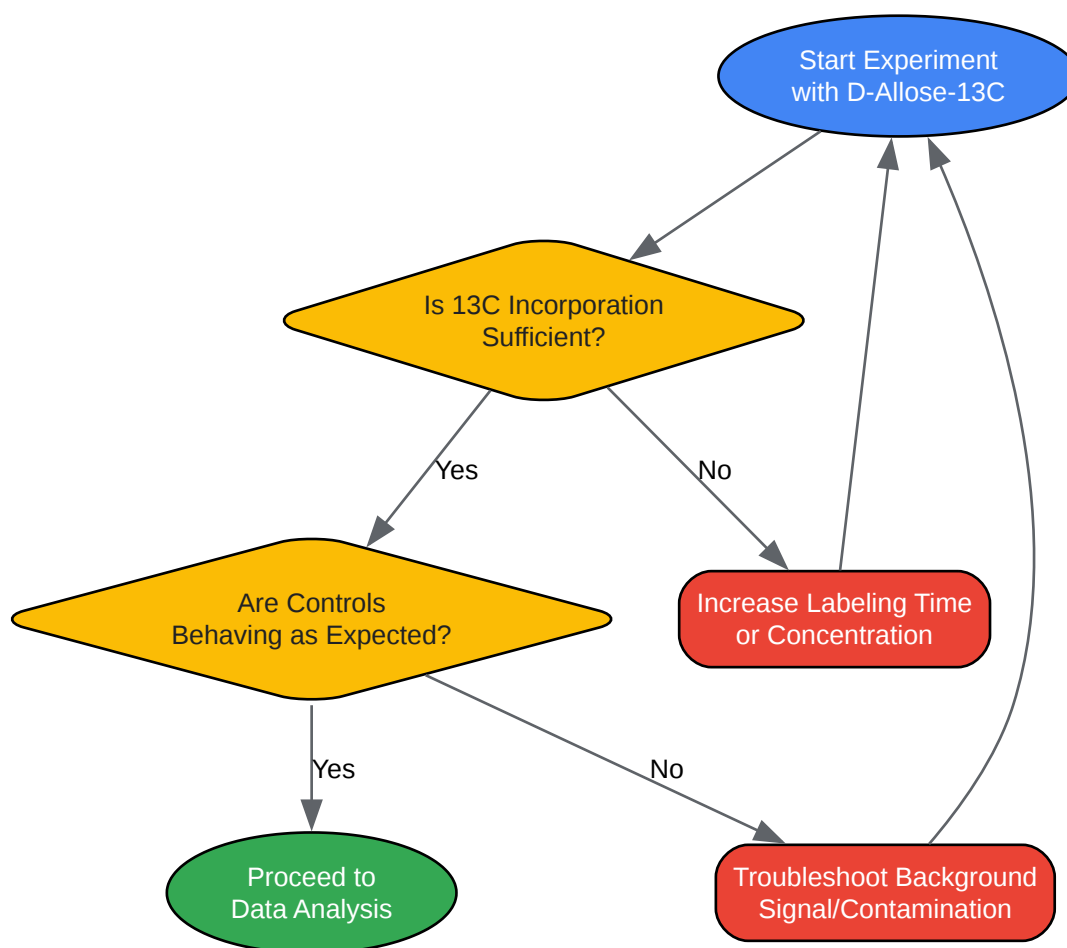 Start Experiment
with D-Allose-13C
Is 13C Incorporation
Sufficient?
Yes
No
Are Controls
Behaving as Expected?
Increase Labeling Time
or Concentration
Yes
No
Proceed to
Data Analysis
Troubleshoot Background
Signal/Contamination